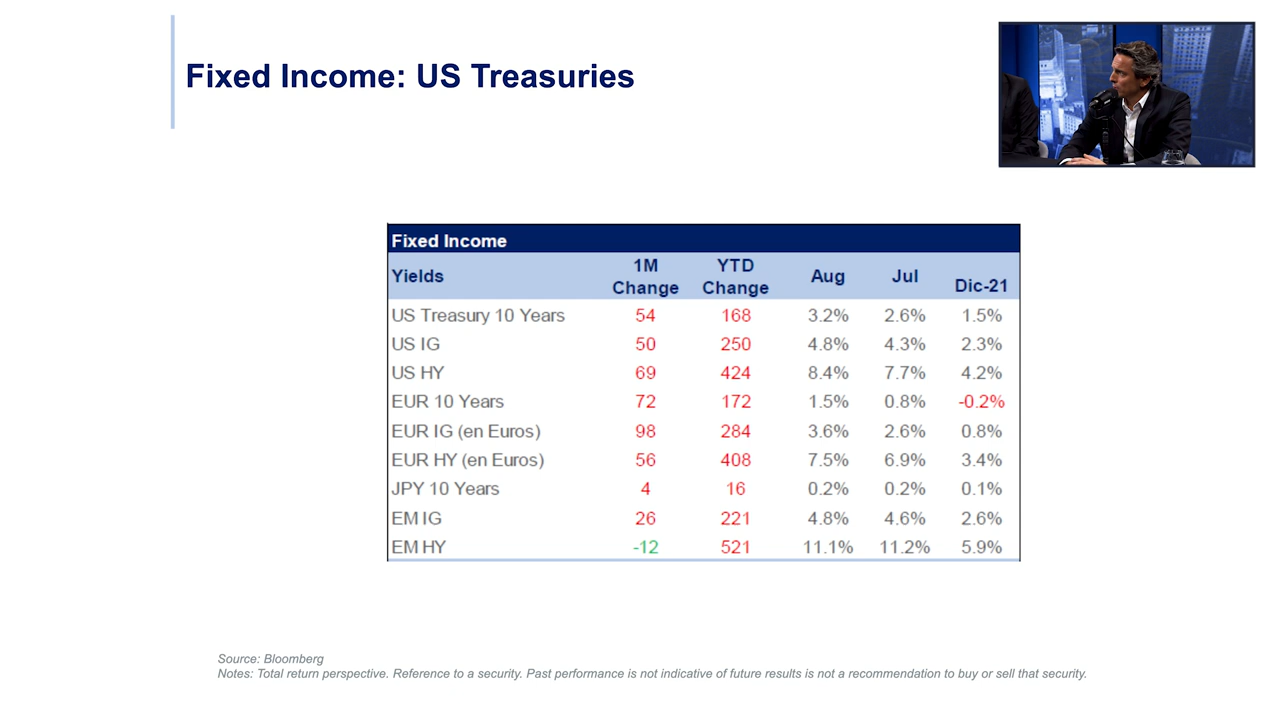 Fixed Income: US Treasuries
Fixed Income
Yields 1M Change YTD Change Aug Jul Dic-21
US Treasury 10 Years 54 168 3.2% 2.6% 1.5%
US IG 50 250 4.8% 4.3% 2.3%
US HY 69 424 8.4% 7.7% 4.2%
EUR 10 Years 72 172 1.5% 0.8% -0.2%
EUR IG (en Euros) 98 284 3.6% 2.6% 0.8%
EUR HY (en Euros) 56 408 7.5% 6.9% 3.4%
JPY 10 Years 4 16 0.2% 0.2% 0.1%
EM IG 26 221 4.8% 4.6% 2.6%
EM HY -12 521 11.1% 11.2% 5.9%
Source: Bloomberg
Notes: Total return perspective. Reference to a security. Past performance is not indicative of future results is not a recommendation to buy or sell that security.